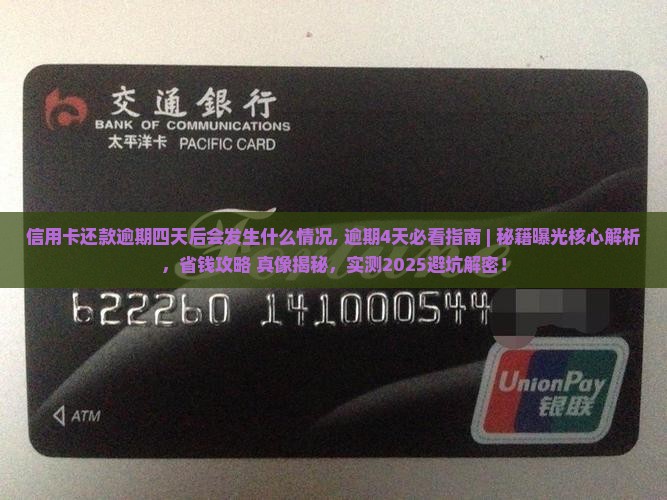 交通銀行
BANK OF COMMUNICATIONS
太平洋卡 PACIFIC CARD
信用卡还款逾期四天后会发生什么情况, 逾期4天必看指南 | 秘籍曝光核心解析
，省钱攻略 真像揭秘，实测2025避坑解密！
622260 141000544
UnionPay
银联
ATM